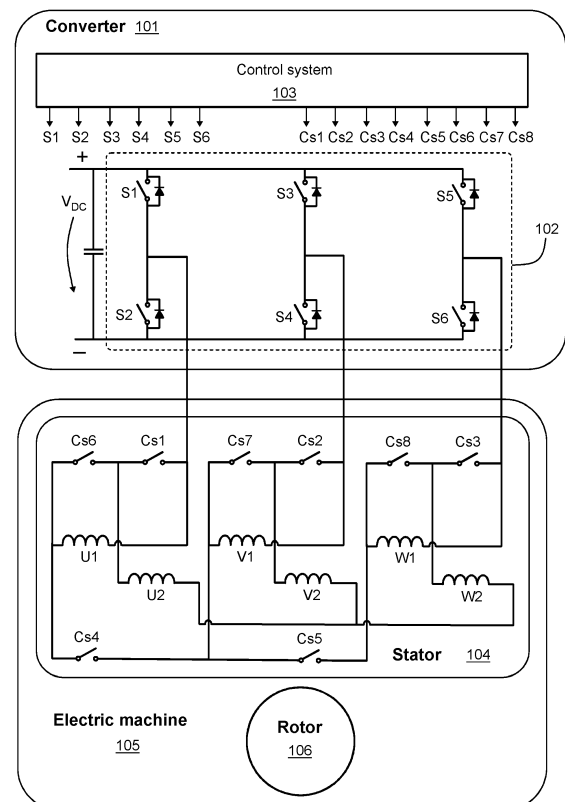 Converter 101
Control system
103
S1 S2 S3 S4 S5 S6 Cs1 Cs2 Cs3 Cs4 Cs5 Cs6 Cs7 Cs8
+
S1 S3 S5
VDC
102
S2 S4 S6
−
Cs6 Cs1 Cs7 Cs2 Cs8 Cs3
U1 V1 W1
U2 V2 W2
Cs4 Cs5
Stator 104
Electric machine
105
Rotor
106